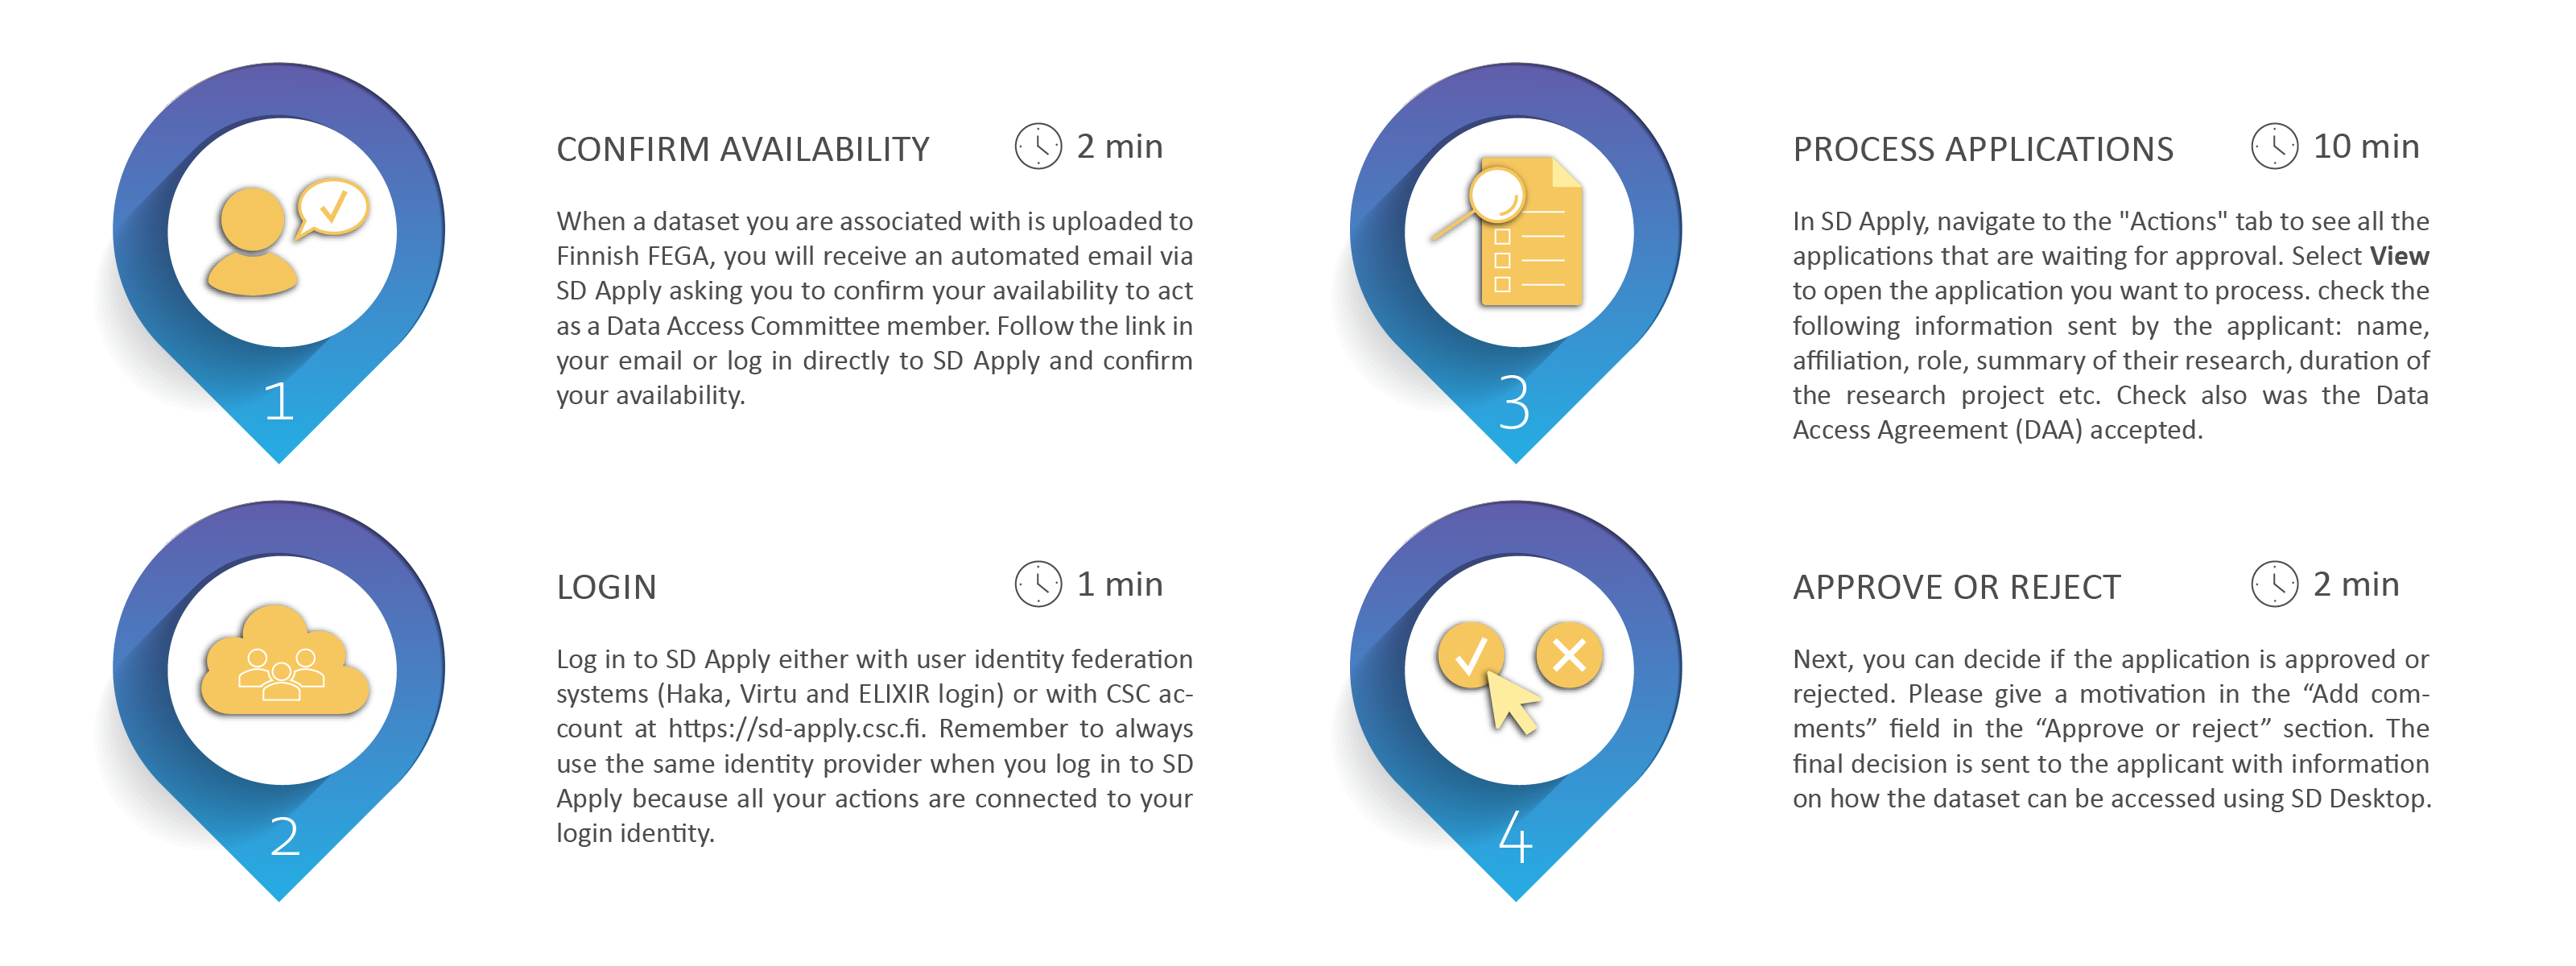 CONFIRM AVAILABILITY 2 min
When a dataset you are associated with is uploaded to
Finnish FEGA, you will receive an automated email via
SD Apply asking you to confirm your availability to act
as a Data Access Committee member. Follow the link in
your email or log in directly to SD Apply and confirm
your availability.
1
LOGIN 1 min
Log in to SD Apply either with user identity federation
systems (Haka, Virtu and ELIXIR login) or with CSC ac-
count at https://sd-apply.csc.fi. Remember to always
use the same identity provider when you log in to SD
Apply because all your actions are connected to your
login identity.
2
PROCESS APPLICATIONS 10 min
In SD Apply, navigate to the "Actions" tab to see all the
applications that are waiting for approval. Select View
to open the application you want to process. check the
following information sent by the applicant: name,
affiliation, role, summary of their research, duration of
the research project etc. Check also was the Data
Access Agreement (DAA) accepted.
3
APPROVE OR REJECT 2 min
Next, you can decide if the application is approved or
rejected. Please give a motivation in the “Add com-
ments” field in the “Approve or reject” section. The
final decision is sent to the applicant with information
on how the dataset can be accessed using SD Desktop.
4